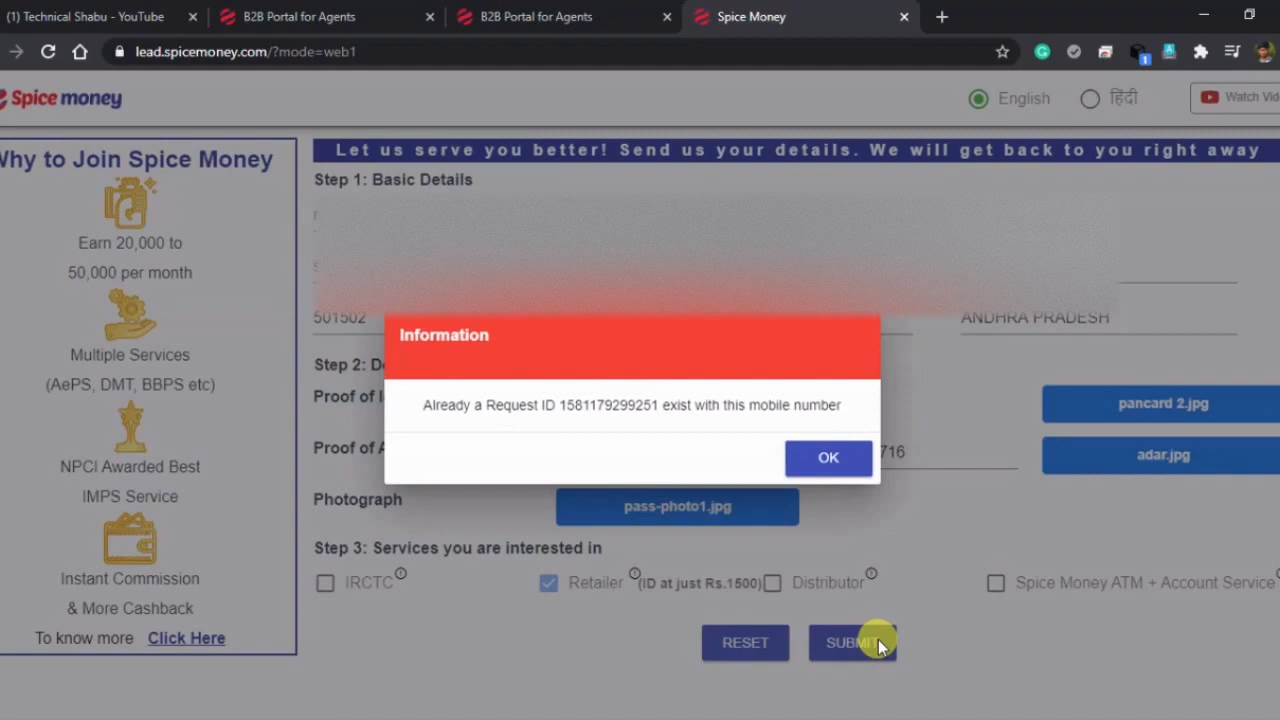 (1) Technical Shabu - YouTube
B2B Portal for Agents
B2B Portal for Agents
Spice Money
lead.spicemoney.com/?mode=web1
1
Spice money
English
हिंदी
Watch Vid
Why to Join Spice Money
Earn 20,000 to
50,000 per month
Multiple Services
(AePS, DMT, BBPS etc)
NPCI Awarded Best
IMPS Service
Instant Commission
& More Cashback
To know more Click Here
Let us serve you better! Send us your details. We will get back to you right away
Step 1: Basic Details
501502
ANDHRA PRADESH
Information
Already a Request ID 1581179299251 exist with this mobile number
OK
Step 2: D
Proof of
pancard 2.jpg
Proof of A
716
adar.jpg
Photograph
pass-photo1.jpg
Step 3: Services you are interested in
IRCTC
Retailer (ID at just Rs.1500)
Distributor
Spice Money ATM + Account Service
RESET
SUBMIT